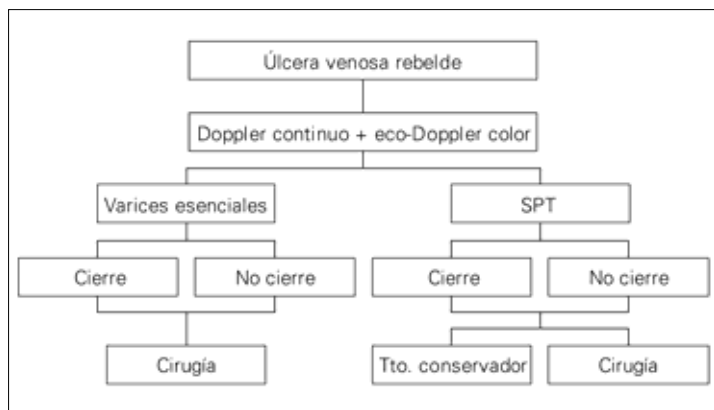 Úlcera venosa rebelde
Doppler continuo + eco-Doppler color
Varices esenciales
SPT
Cierre
No cierre
Cierre
No cierre
Cirugía
Tto. conservador
Cirugía